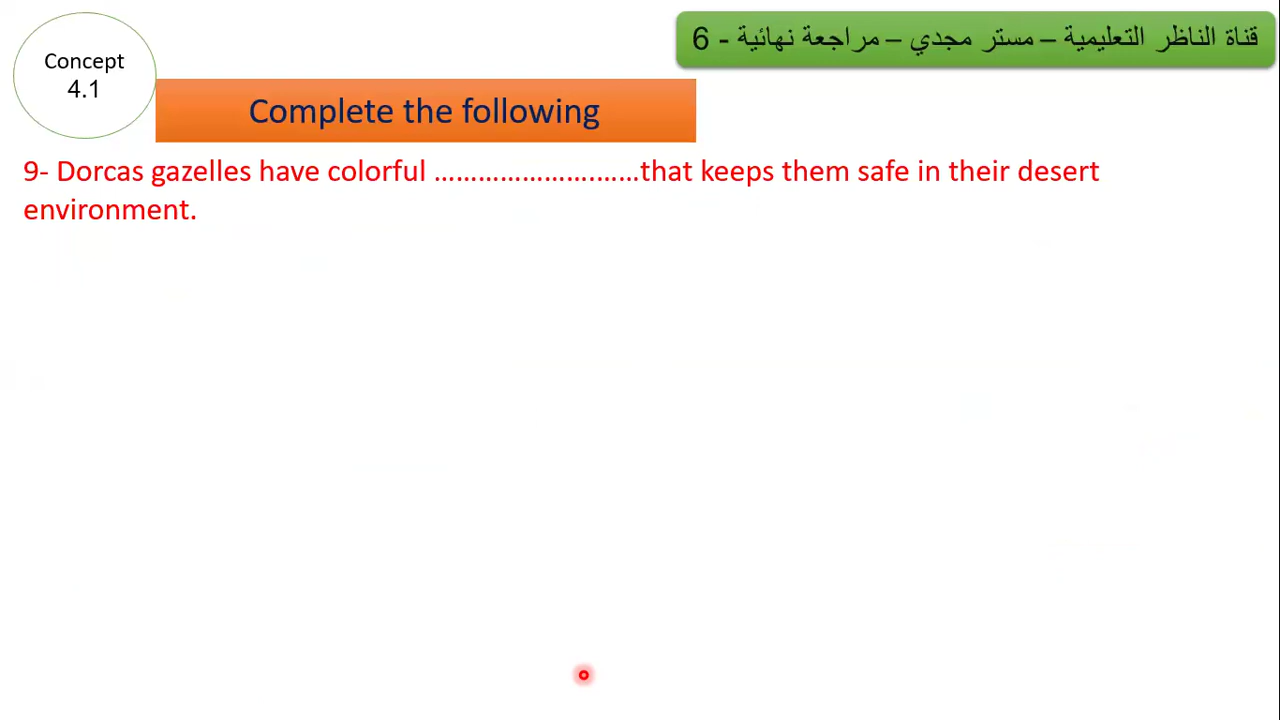 Concept
4.1
قناة الناظر التعليمية – مستر مجدي – مراجعة نهائية - 6
Complete the following
9- Dorcas gazelles have colorful ………………….……that keeps them safe in their desert
environment.